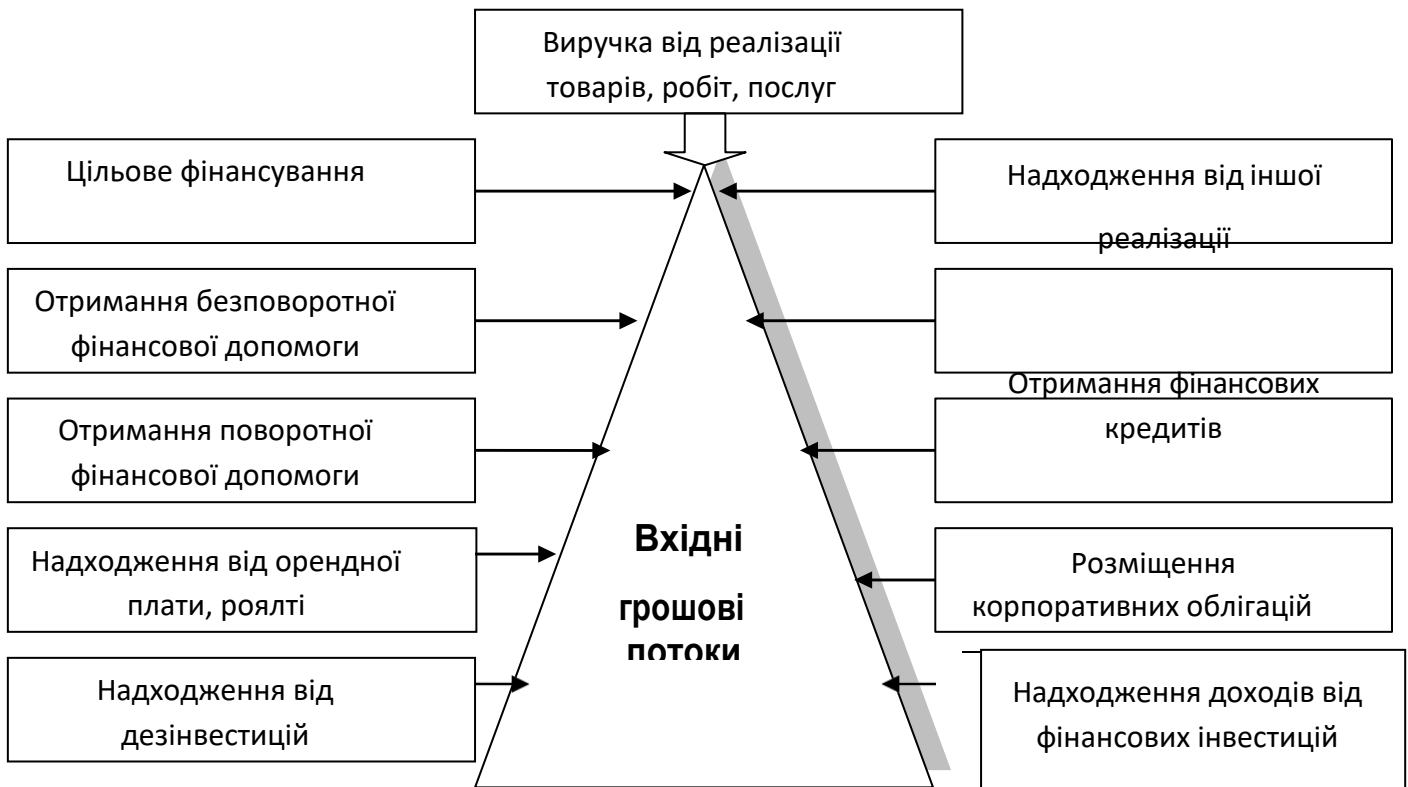 Виручка від реалізації
товарів, робіт, послуг
Цільове фінансування
Надходження від іншої
реалізації
Отримання безповоротної
фінансової допомоги
Отримання фінансових
кредитів
Отримання поворотної
фінансової допомоги
Вхідні
грошові
потоки
Надходження від орендної
плати, роялті
Розміщення
корпоративних облігацій
Надходження від
дезінвестицій
Надходження доходів від
фінансових інвестицій